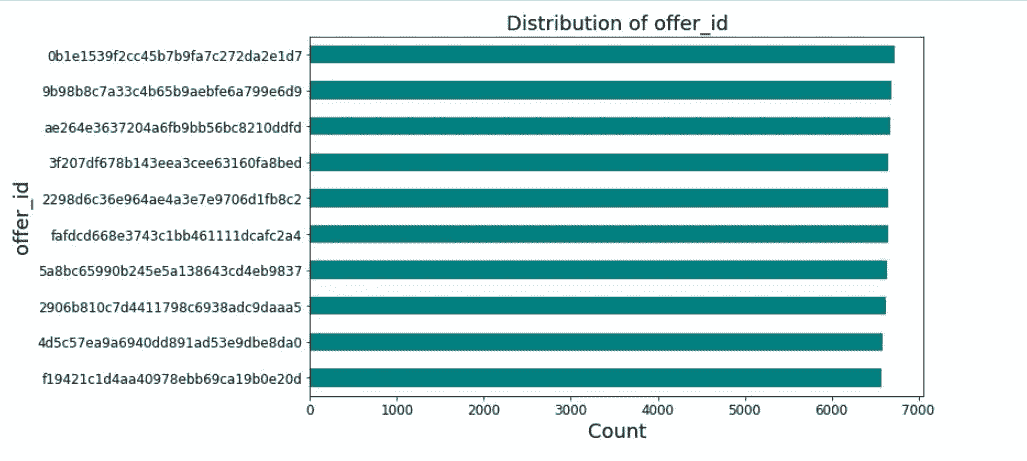 Distribution of offer_id
offer_id
0b1e1539f2cc45b7b9fa7c272da2e1d7
9b98b8c7a33c4b65b9aebfe6a799e6d9
ae264e3637204a6fb9bb56bc8210ddfd
3f207df678b143eea3cee63160fa8bed
2298d6c36e964ae4a3e7e9706d1fb8c2
fafdcd668e3743c1bb461111dcafc2a4
5a8bc65990b245e5a138643cd4eb9837
2906b810c7d4411798c6938adc9daaa5
4d5c57ea9a6940dd891ad53e9dbe8da0
f19421c1d4aa40978ebb69ca19b0e20d
0 1000 2000 3000 4000 5000 6000 7000
Count